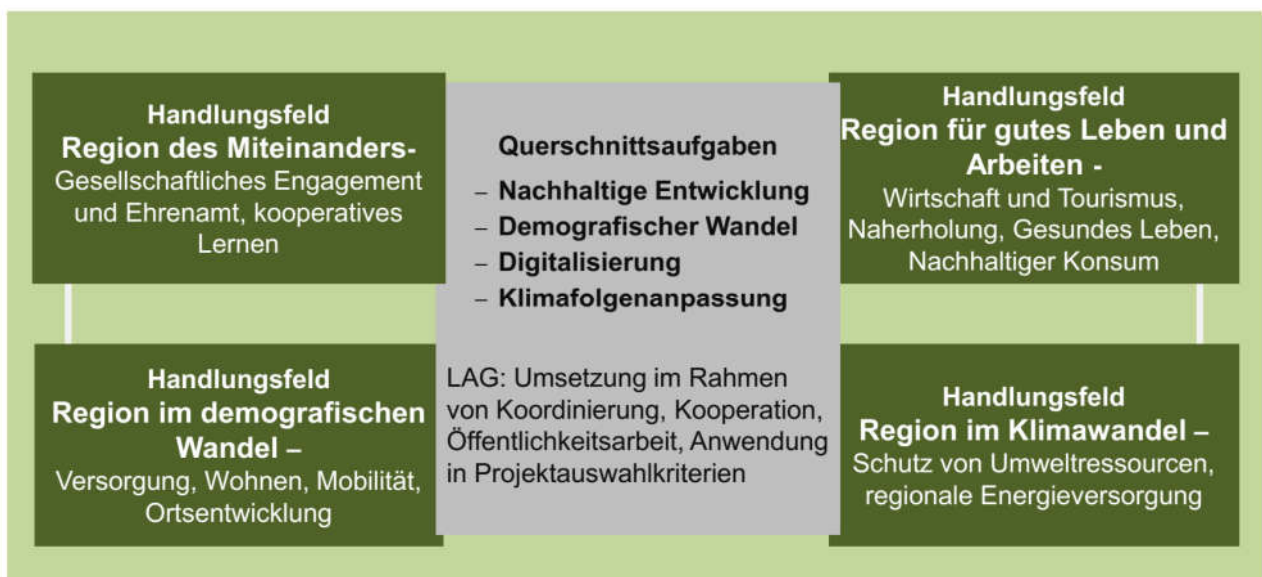 Handlungsfeld
Region des Miteinanders-
Gesellschaftliches Engagement
und Ehrenamt, kooperatives
Lernen
Handlungsfeld
Region im demografischen
Wandel –
Versorgung, Wohnen, Mobilität,
Ortsentwicklung
Querschnittsaufgaben
– Nachhaltige Entwicklung
– Demografischer Wandel
– Digitalisierung
– Klimafolgenanpassung
LAG: Umsetzung im Rahmen
von Koordinierung, Kooperation,
Öffentlichkeitsarbeit, Anwendung
in Projektauswahlkriterien
Handlungsfeld
Region für gutes Leben und
Arbeiten -
Wirtschaft und Tourismus,
Naherholung, Gesundes Leben,
Nachhaltiger Konsum
Handlungsfeld
Region im Klimawandel –
Schutz von Umweltressourcen,
regionale Energieversorgung